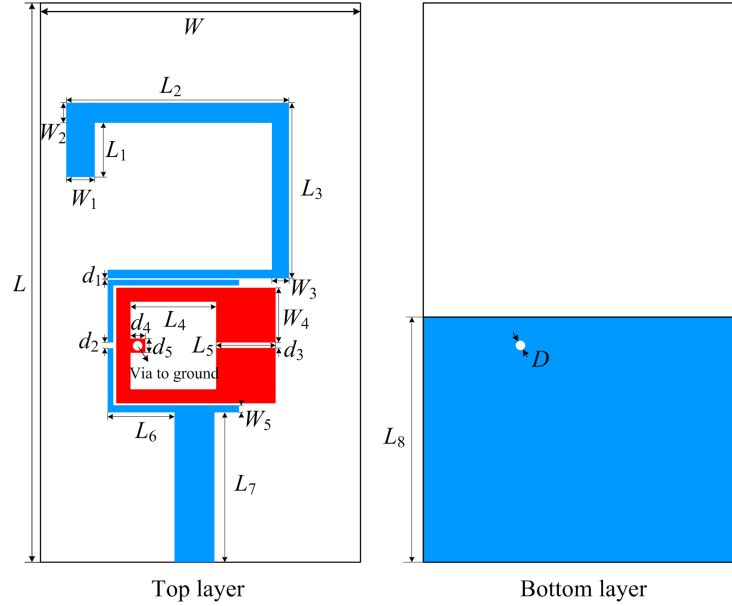 W
L₂
W₂
L₁
W₁
L₃
L
d₁
W₃
d₄
L₄
W₄
d₂
d₅
L₅
d₃
Via to ground
L₆
W₅
L₇
D
L₈
Top layer
Bottom layer